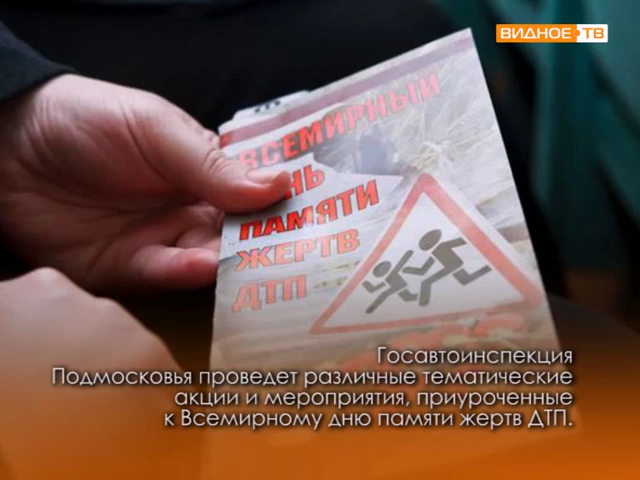 ВИДНОЕ ТВ
ВСЕМИРНЫЙ
НЬ
ПАМЯТИ
ЖЕРТВ
ДТП
Госавтоинспекция
Подмосковья проведет различные тематические
акции и мероприятия, приуроченные
к Всемирному дню памяти жертв ДТП.